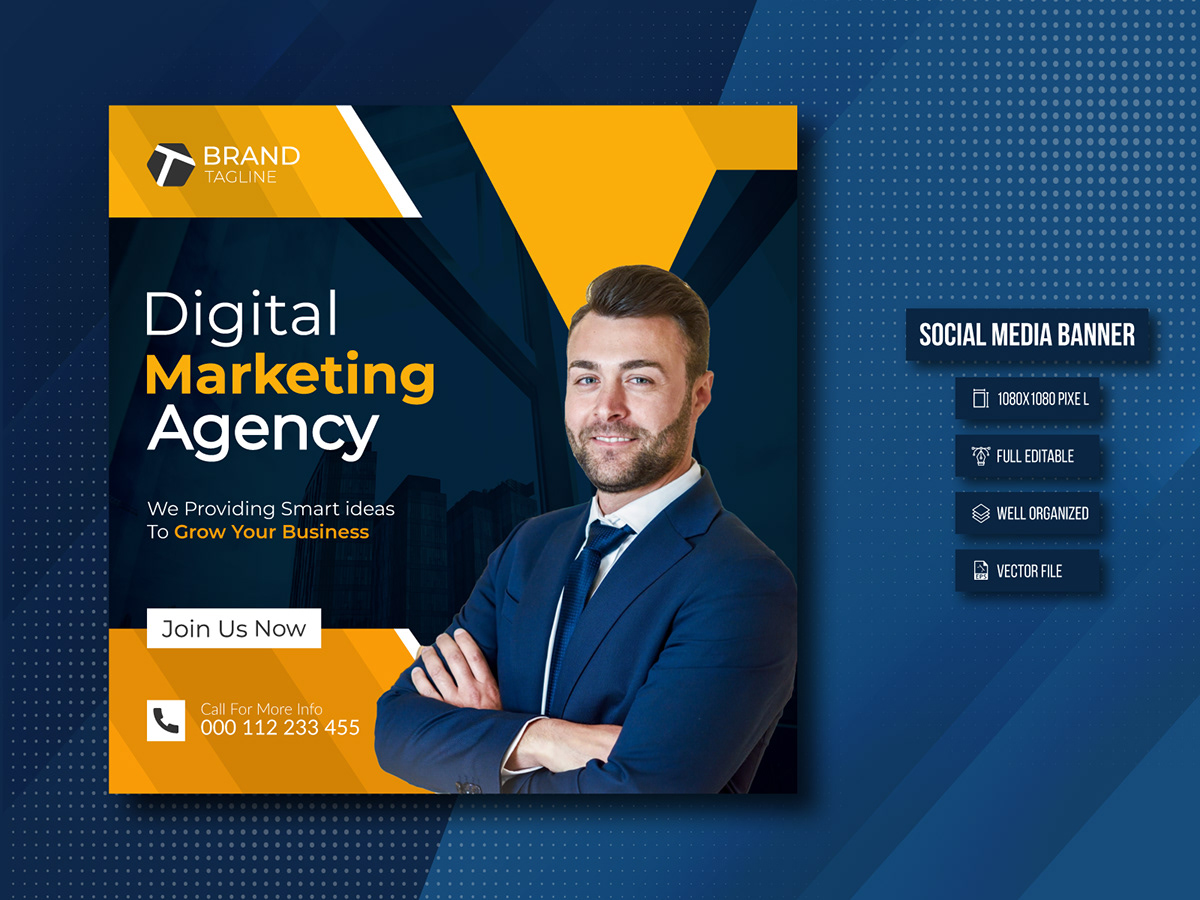 BRAND
TAGLINE
Digital
Marketing
Agency
We Providing Smart ideas
To Grow Your Business
Join Us Now
Call For More Info
000 112 233 455
SOCIAL MEDIA BANNER
1080X1080 PIXE L
FULL EDITABLE
WELL ORGANIZED
EPS
VECTOR FILE